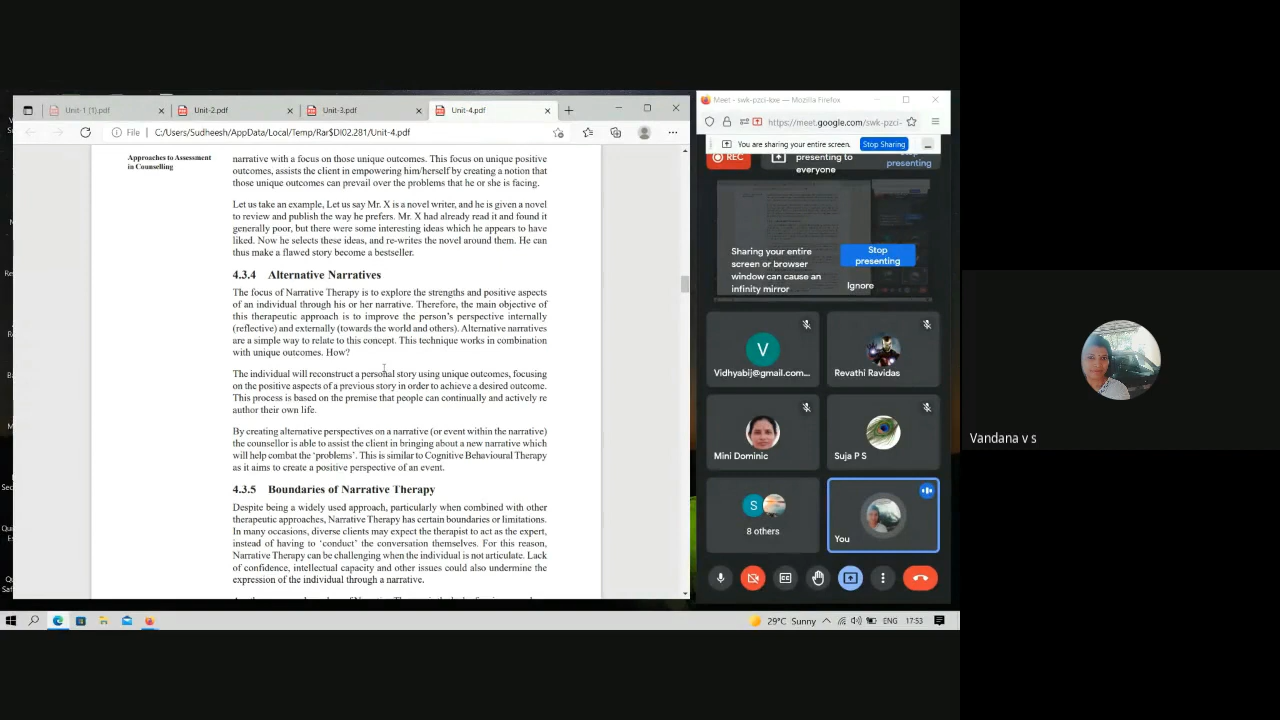 Unit-1 (1).pdf
Unit-2.pdf
Unit-3.pdf
Unit-4.pdf
File
C:/Users/Sudheesh/AppData/Local/Temp/Rar$DI02.281/Unit-4.pdf
Approaches to Assessment
in Counselling
narrative with a focus on those unique outcomes. This focus on unique positive
outcomes, assists the client in empowering him/herself by creating a notion that
those unique outcomes can prevail over the problems that he or she is facing.
Let us take an example, Let us say Mr. X is a novel writer, and he is given a novel
to review and publish the way he prefers. Mr. X had already read it and found it
generally poor, but there were some interesting ideas which he appears to have
liked. Now he selects these ideas, and re-writes the novel around them. He can
thus make a flawed story become a bestseller.
4.3.4 Alternative Narratives
The focus of Narrative Therapy is to explore the strengths and positive aspects
of an individual through his or her narrative. Therefore, the main objective of
this therapeutic approach is to improve the person's perspective internally
(reflective) and externally (towards the world and others). Alternative narratives
are a simple way to relate to this concept. This technique works in combination
with unique outcomes. How?
The individual will reconstruct a personal story using unique outcomes, focusing
on the positive aspects of a previous story in order to achieve a desired outcome.
This process is based on the premise that people can continually and actively re
author their own life.
By creating alternative perspectives on a narrative (or event within the narrative)
the counsellor is able to assist the client in bringing about a new narrative which
will help combat the 'problems'. This is similar to Cognitive Behavioural Therapy
as it aims to create a positive perspective of an event.
4.3.5 Boundaries of Narrative Therapy
Despite being a widely used approach, particularly when combined with other
therapeutic approaches, Narrative Therapy has certain boundaries or limitations.
In many occasions, diverse clients may expect the therapist to act as the expert,
instead of having to 'conduct' the conversation themselves. For this reason,
Narrative Therapy can be challenging when the individual is not articulate. Lack
of confidence, intellectual capacity and other issues could also undermine the
expression of the individual through a narrative.
Meet - swk-pzci-kxe — Mozilla Firefox
https://meet.google.com/swk-pzci-
You are sharing your entire screen.
Stop Sharing
REC
presenting to
everyone
Stop
presenting
Sharing your entire
screen or browser
window can cause an
infinity mirror
Stop
presenting
Ignore
V
Vidhyabij@gmail.com...
Revathi Ravidas
Mini Dominic
Suja P S
S
8 others
You
29°C Sunny
ENG
17:53
Vandana v s